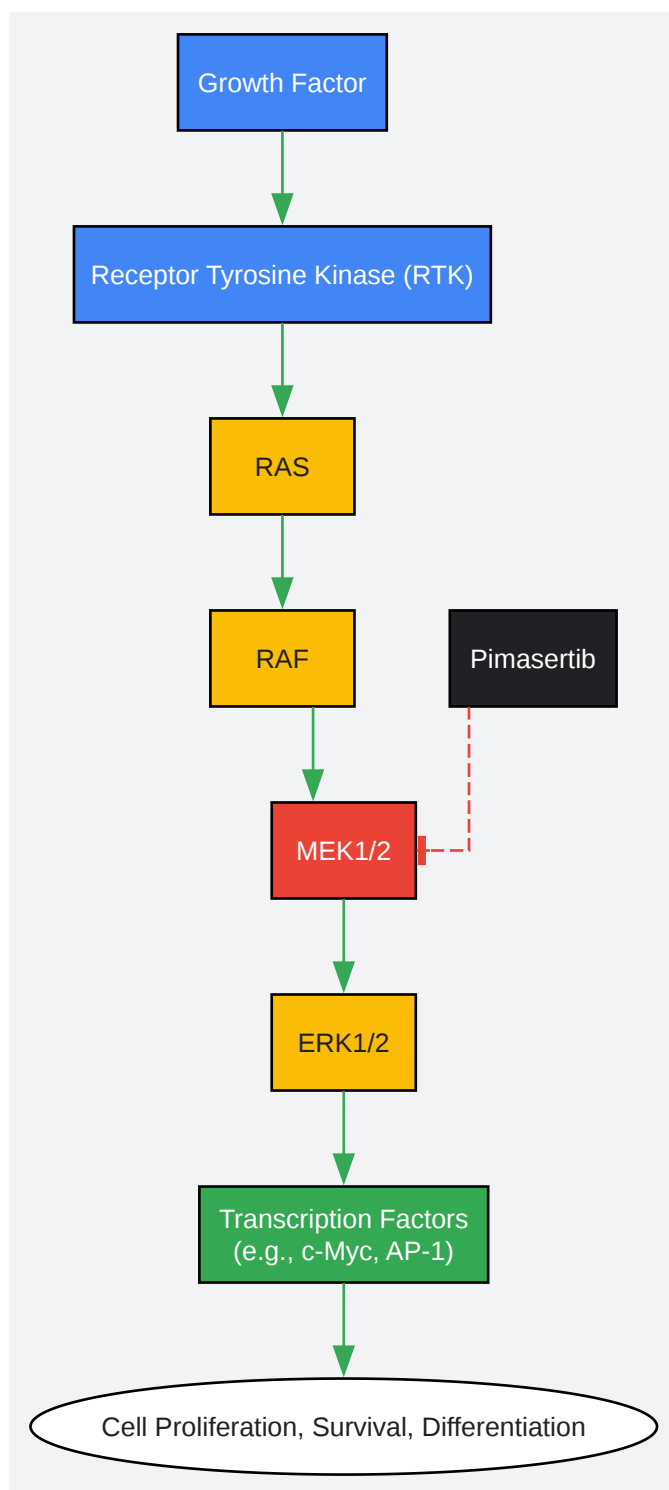 Growth Factor
Receptor Tyrosine Kinase (RTK)
RAS
RAF
Pimasertib
MEK1/2
ERK1/2
Transcription Factors
(e.g., c-Myc, AP-1)
Cell Proliferation, Survival, Differentiation